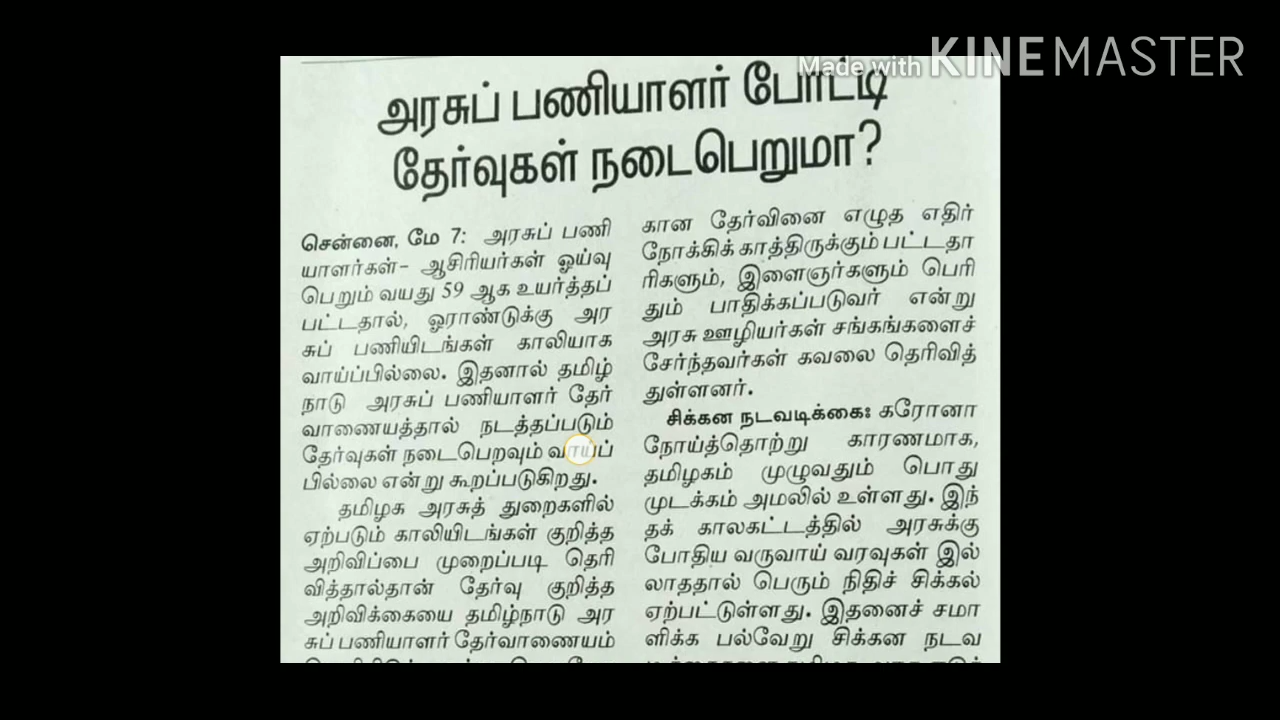 Made with KINEMASTER
அரசுப் பணியாளர் போட்டி
தேர்வுகள் நடைபெறுமா?
சென்னை, மே 7: அரசுப் பணி
யாளர்கள்- ஆசிரியர்கள் ஓய்வு
பெறும் வயது 59 ஆக உயர்த்தப்
பட்டதால், ஓராண்டுக்கு அர
சுப் பணியிடங்கள் காலியாக
வாய்ப்பில்லை. இதனால் தமிழ்
நாடு அரசுப் பணியாளர் தேர்
வாணையத்தால் நடத்தப்படும்
தேர்வுகள் நடைபெறவும் வாய்ப்
பில்லை என்று கூறப்படுகிறது.
தமிழக அரசுத் துறைகளில்
ஏற்படும் காலியிடங்கள் குறித்த
அறிவிப்பை முறைப்படி தெரி
வித்தால்தான் தேர்வு குறித்த
அறிவிக்கையை தமிழ்நாடு அர
சுப் பணியாளர் தேர்வாணையம்
கான தேர்வினை எழுத எதிர்
நோக்கிக் காத்திருக்கும் பட்டதா
ரிகளும், இளைஞர்களும் பெரி
தும் பாதிக்கப்படுவர் என்று
அரசு ஊழியர்கள் சங்கங்களைச்
சேர்ந்தவர்கள் கவலை தெரிவித்
துள்ளனர்.
சிக்கன நடவடிக்கை: கரோனா
நோய்த்தொற்று காரணமாக,
தமிழகம் முழுவதும் பொது
முடக்கம் அமலில் உள்ளது. இந்
தக் காலகட்டத்தில் அரசுக்கு
போதிய வருவாய் வரவுகள் இல்
லாததால் பெரும் நிதிச் சிக்கல்
ஏற்பட்டுள்ளது. இதனைச் சமா
ளிக்க பல்வேறு சிக்கன நடவ